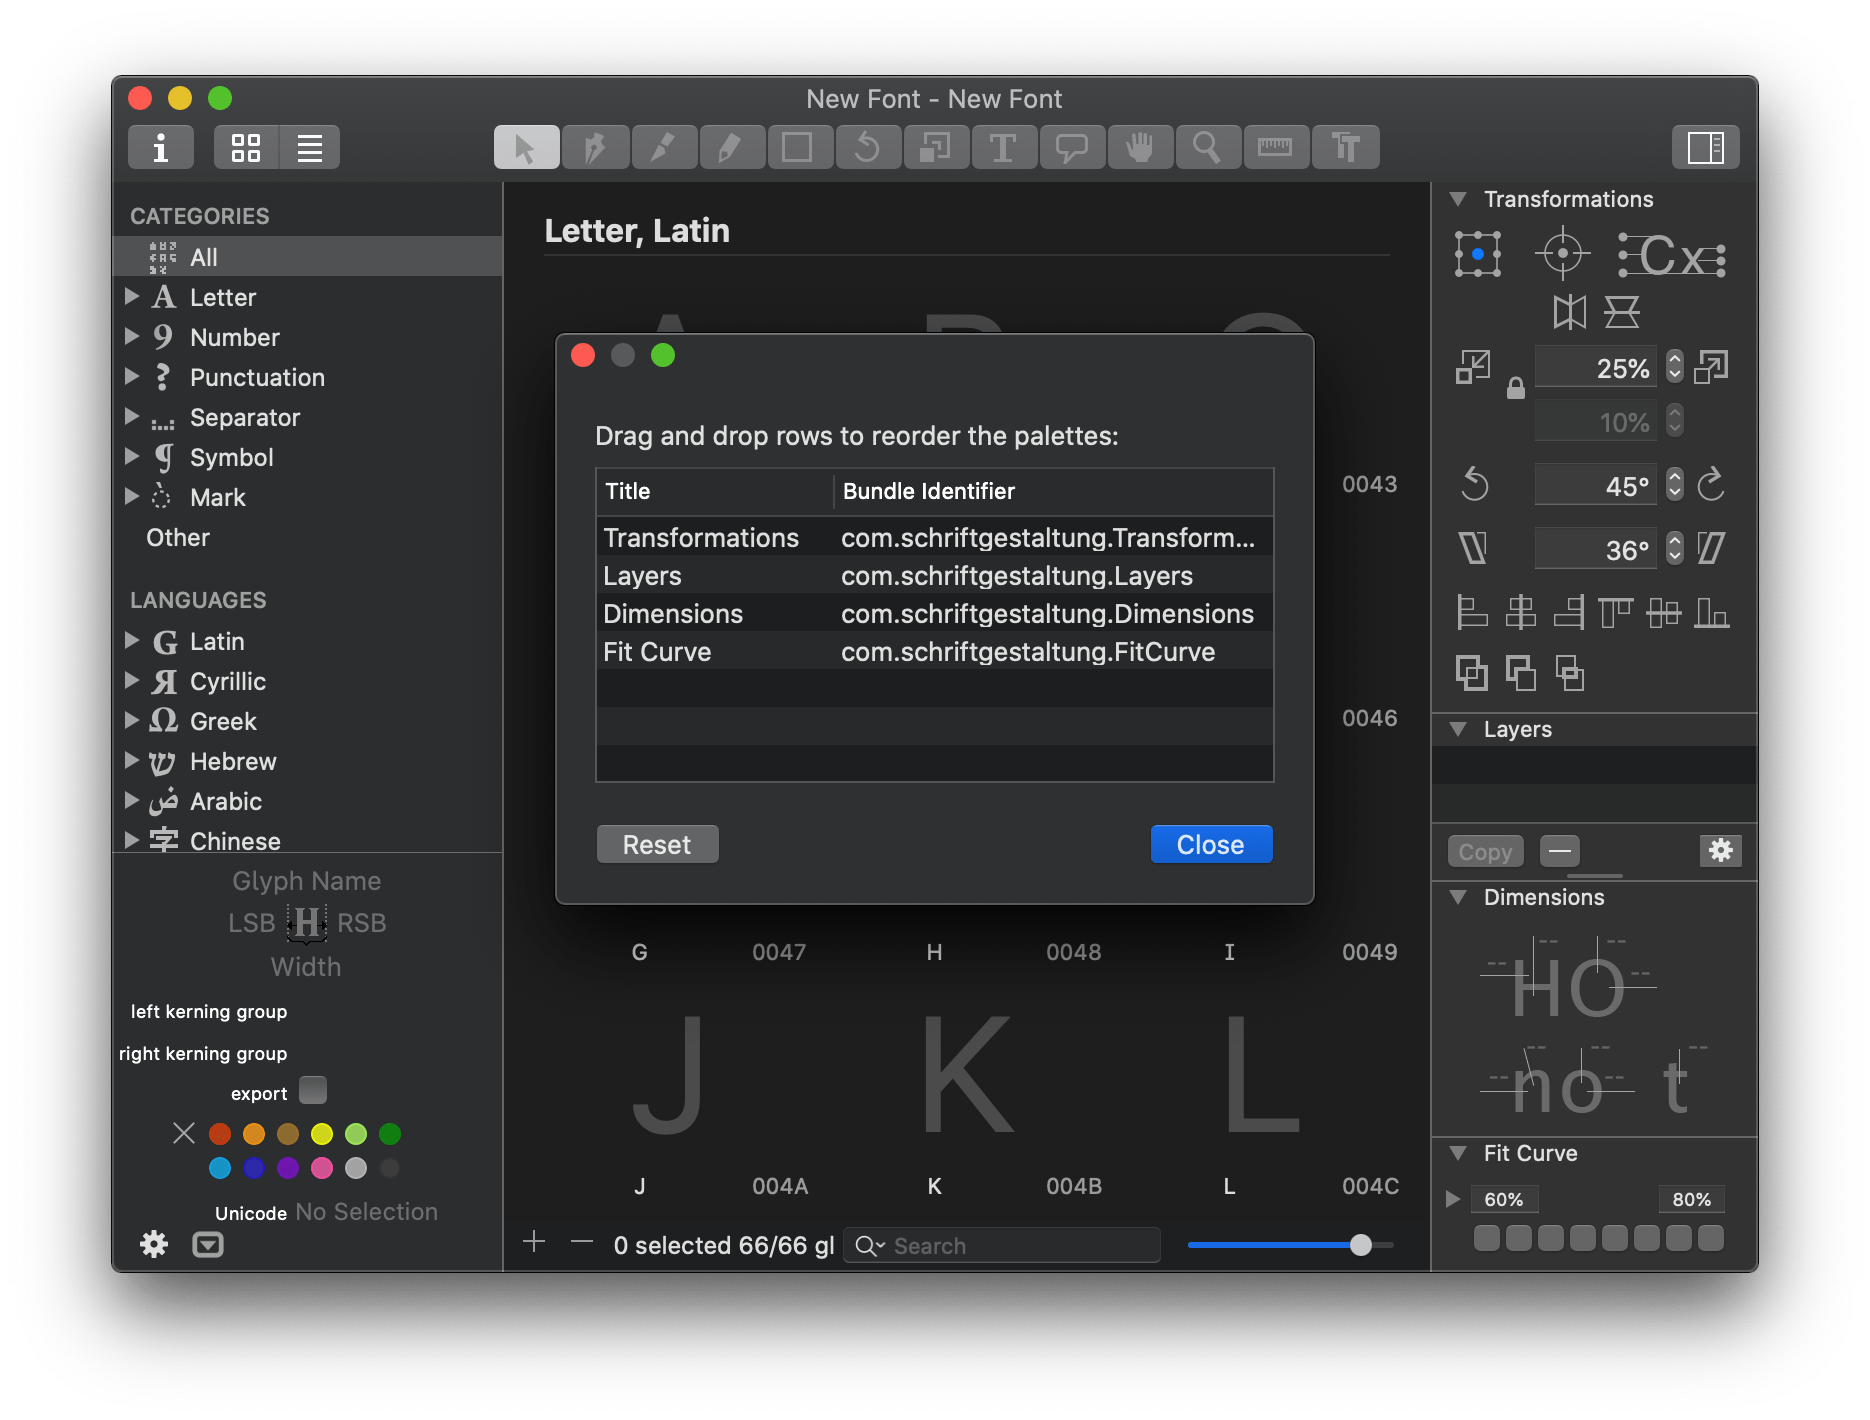 New Font - New Font
CATEGORIES
All
Letter
Number
Punctuation
Separator
Symbol
Mark
Other
LANGUAGES
Latin
Cyrillic
Greek
Hebrew
Arabic
Chinese
Glyph Name
LSB H RSB
Width
left kerning group
right kerning group
export
Unicode No Selection
Letter, Latin
0043
0046
G 0047 H 0048 I 0049
J K L
J 004A K 004B L 004C
0 selected 66/66 gl
Search
Drag and drop rows to reorder the palettes:
Title Bundle Identifier
Transformations com.schriftgestaltung.Transform...
Layers com.schriftgestaltung.Layers
Dimensions com.schriftgestaltung.Dimensions
Fit Curve com.schriftgestaltung.FitCurve
Reset Close
Transformations
Cx
25%
10%
45°
36°
Layers
Copy
Dimensions
HO
no t
Fit Curve
60% 80%